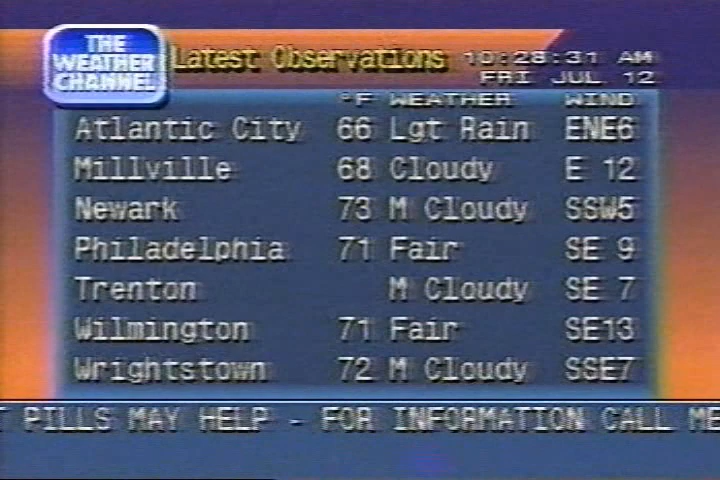 THE
WEATHER
CHANNEL
Latest Observations 10:28:31 AM
FRI JUL 12
°F WEATHER WIND
Atlantic City 66 Lgt Rain ENE6
Millville 68 Cloudy E 12
Newark 73 M Cloudy SSW5
Philadelphia 71 Fair SE 9
Trenton M Cloudy SE 7
Wilmington 71 Fair SE13
Wrightstown 72 M Cloudy SSE7
T PILLS MAY HELP - FOR INFORMATION CALL ME